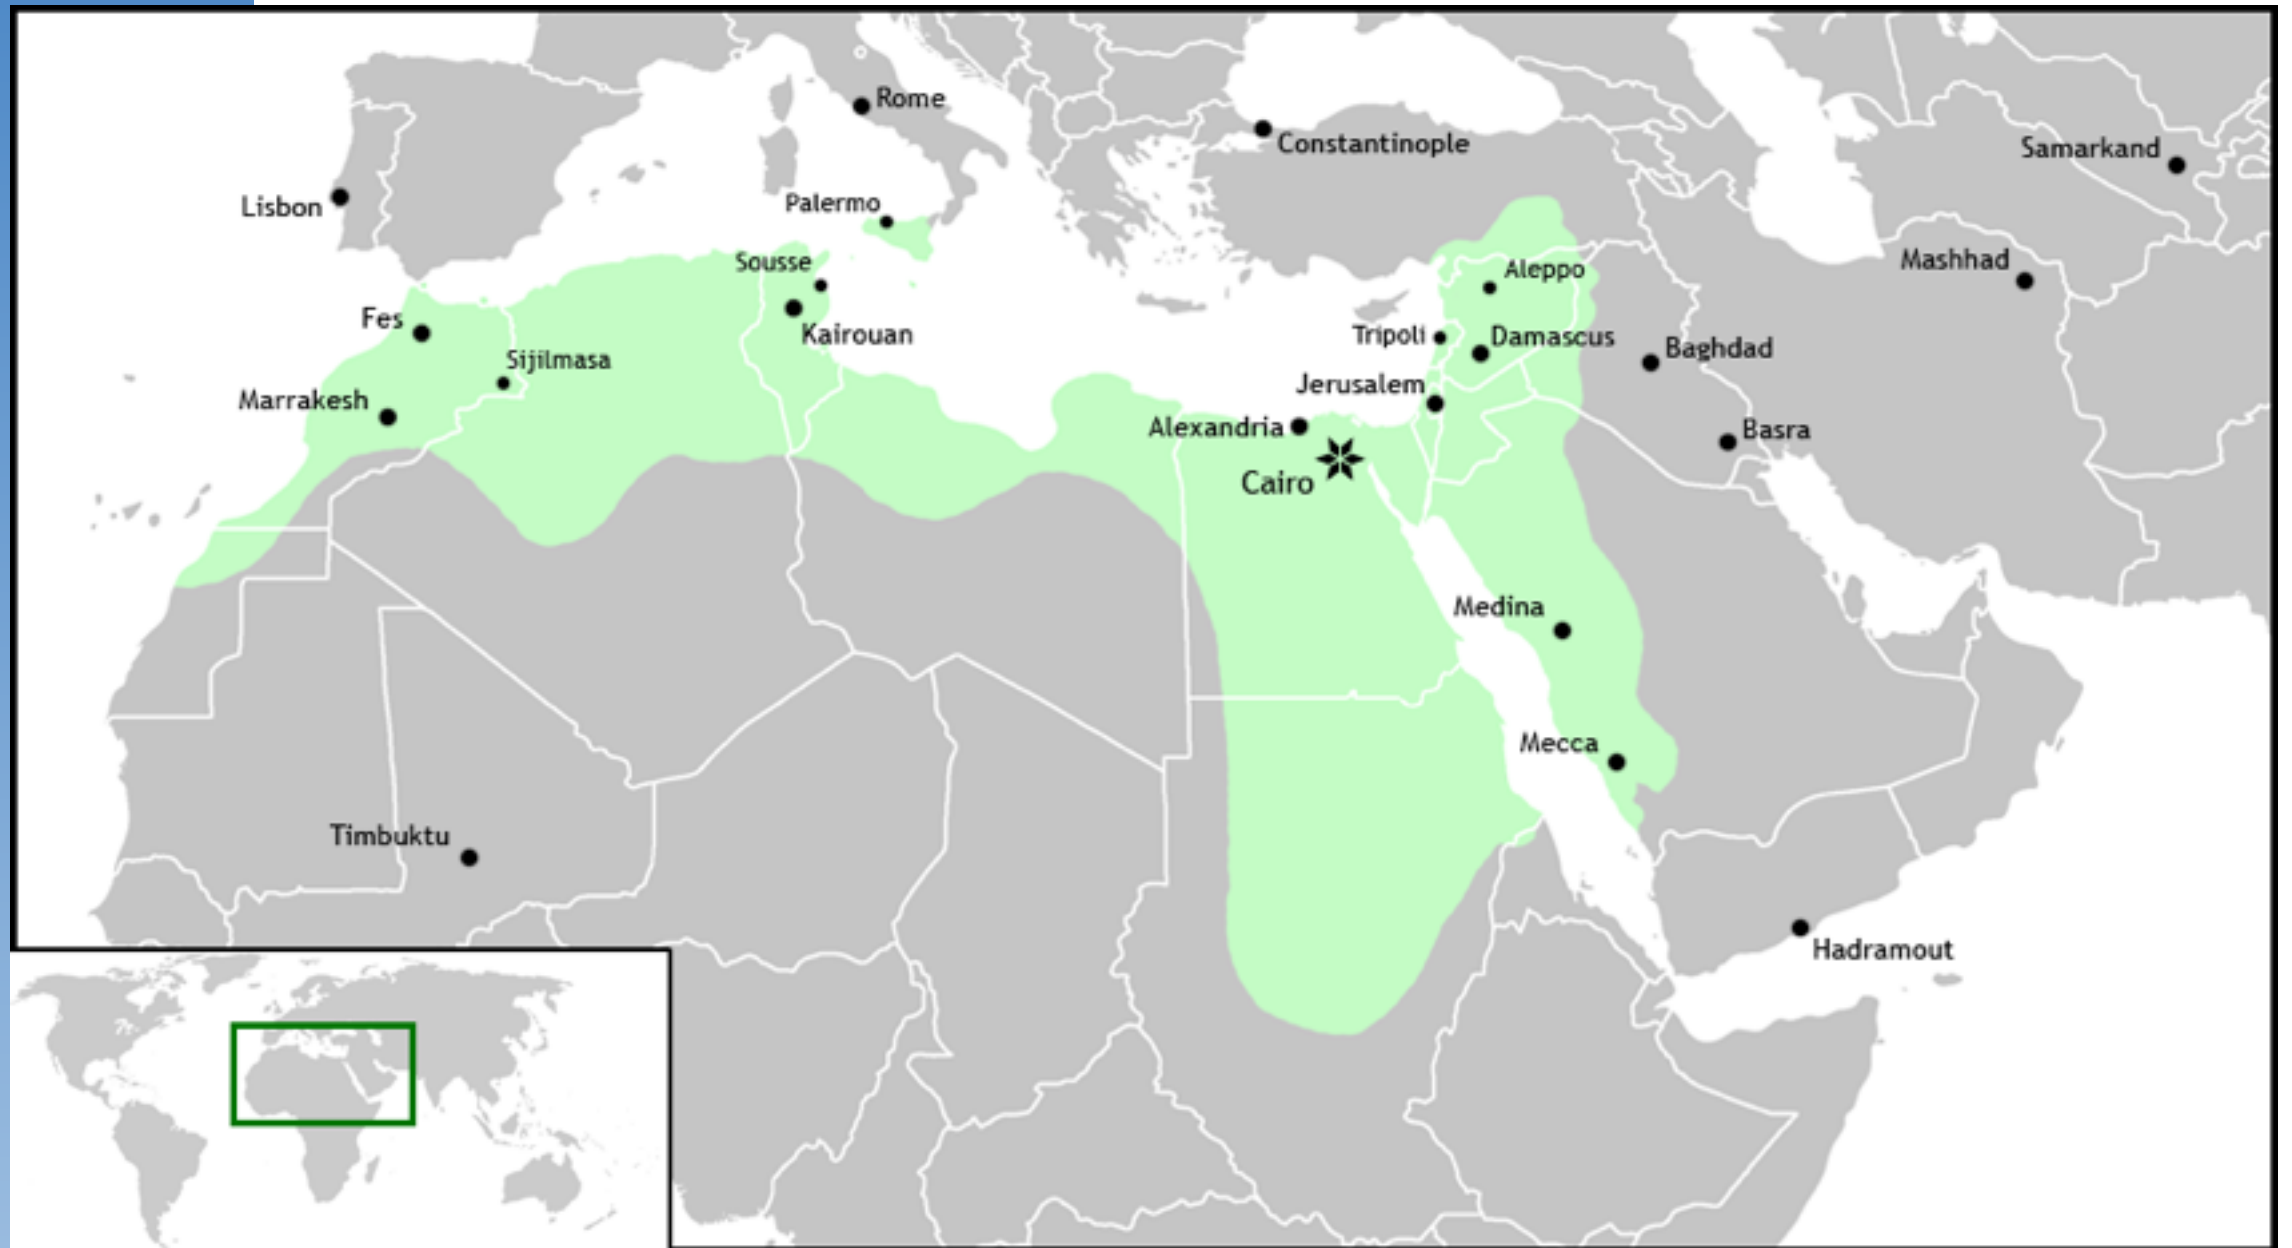 Rome
Constantinople
Samarkand
Lisbon
Palermo
Mashhad
Sousse
Aleppo
Fes
Kairouan
Tripoli
Damascus
Baghdad
Sijilmasa
Jerusalem
Marrakesh
Alexandria
Basra
Cairo
Medina
Mecca
Timbuktu
Hadramout